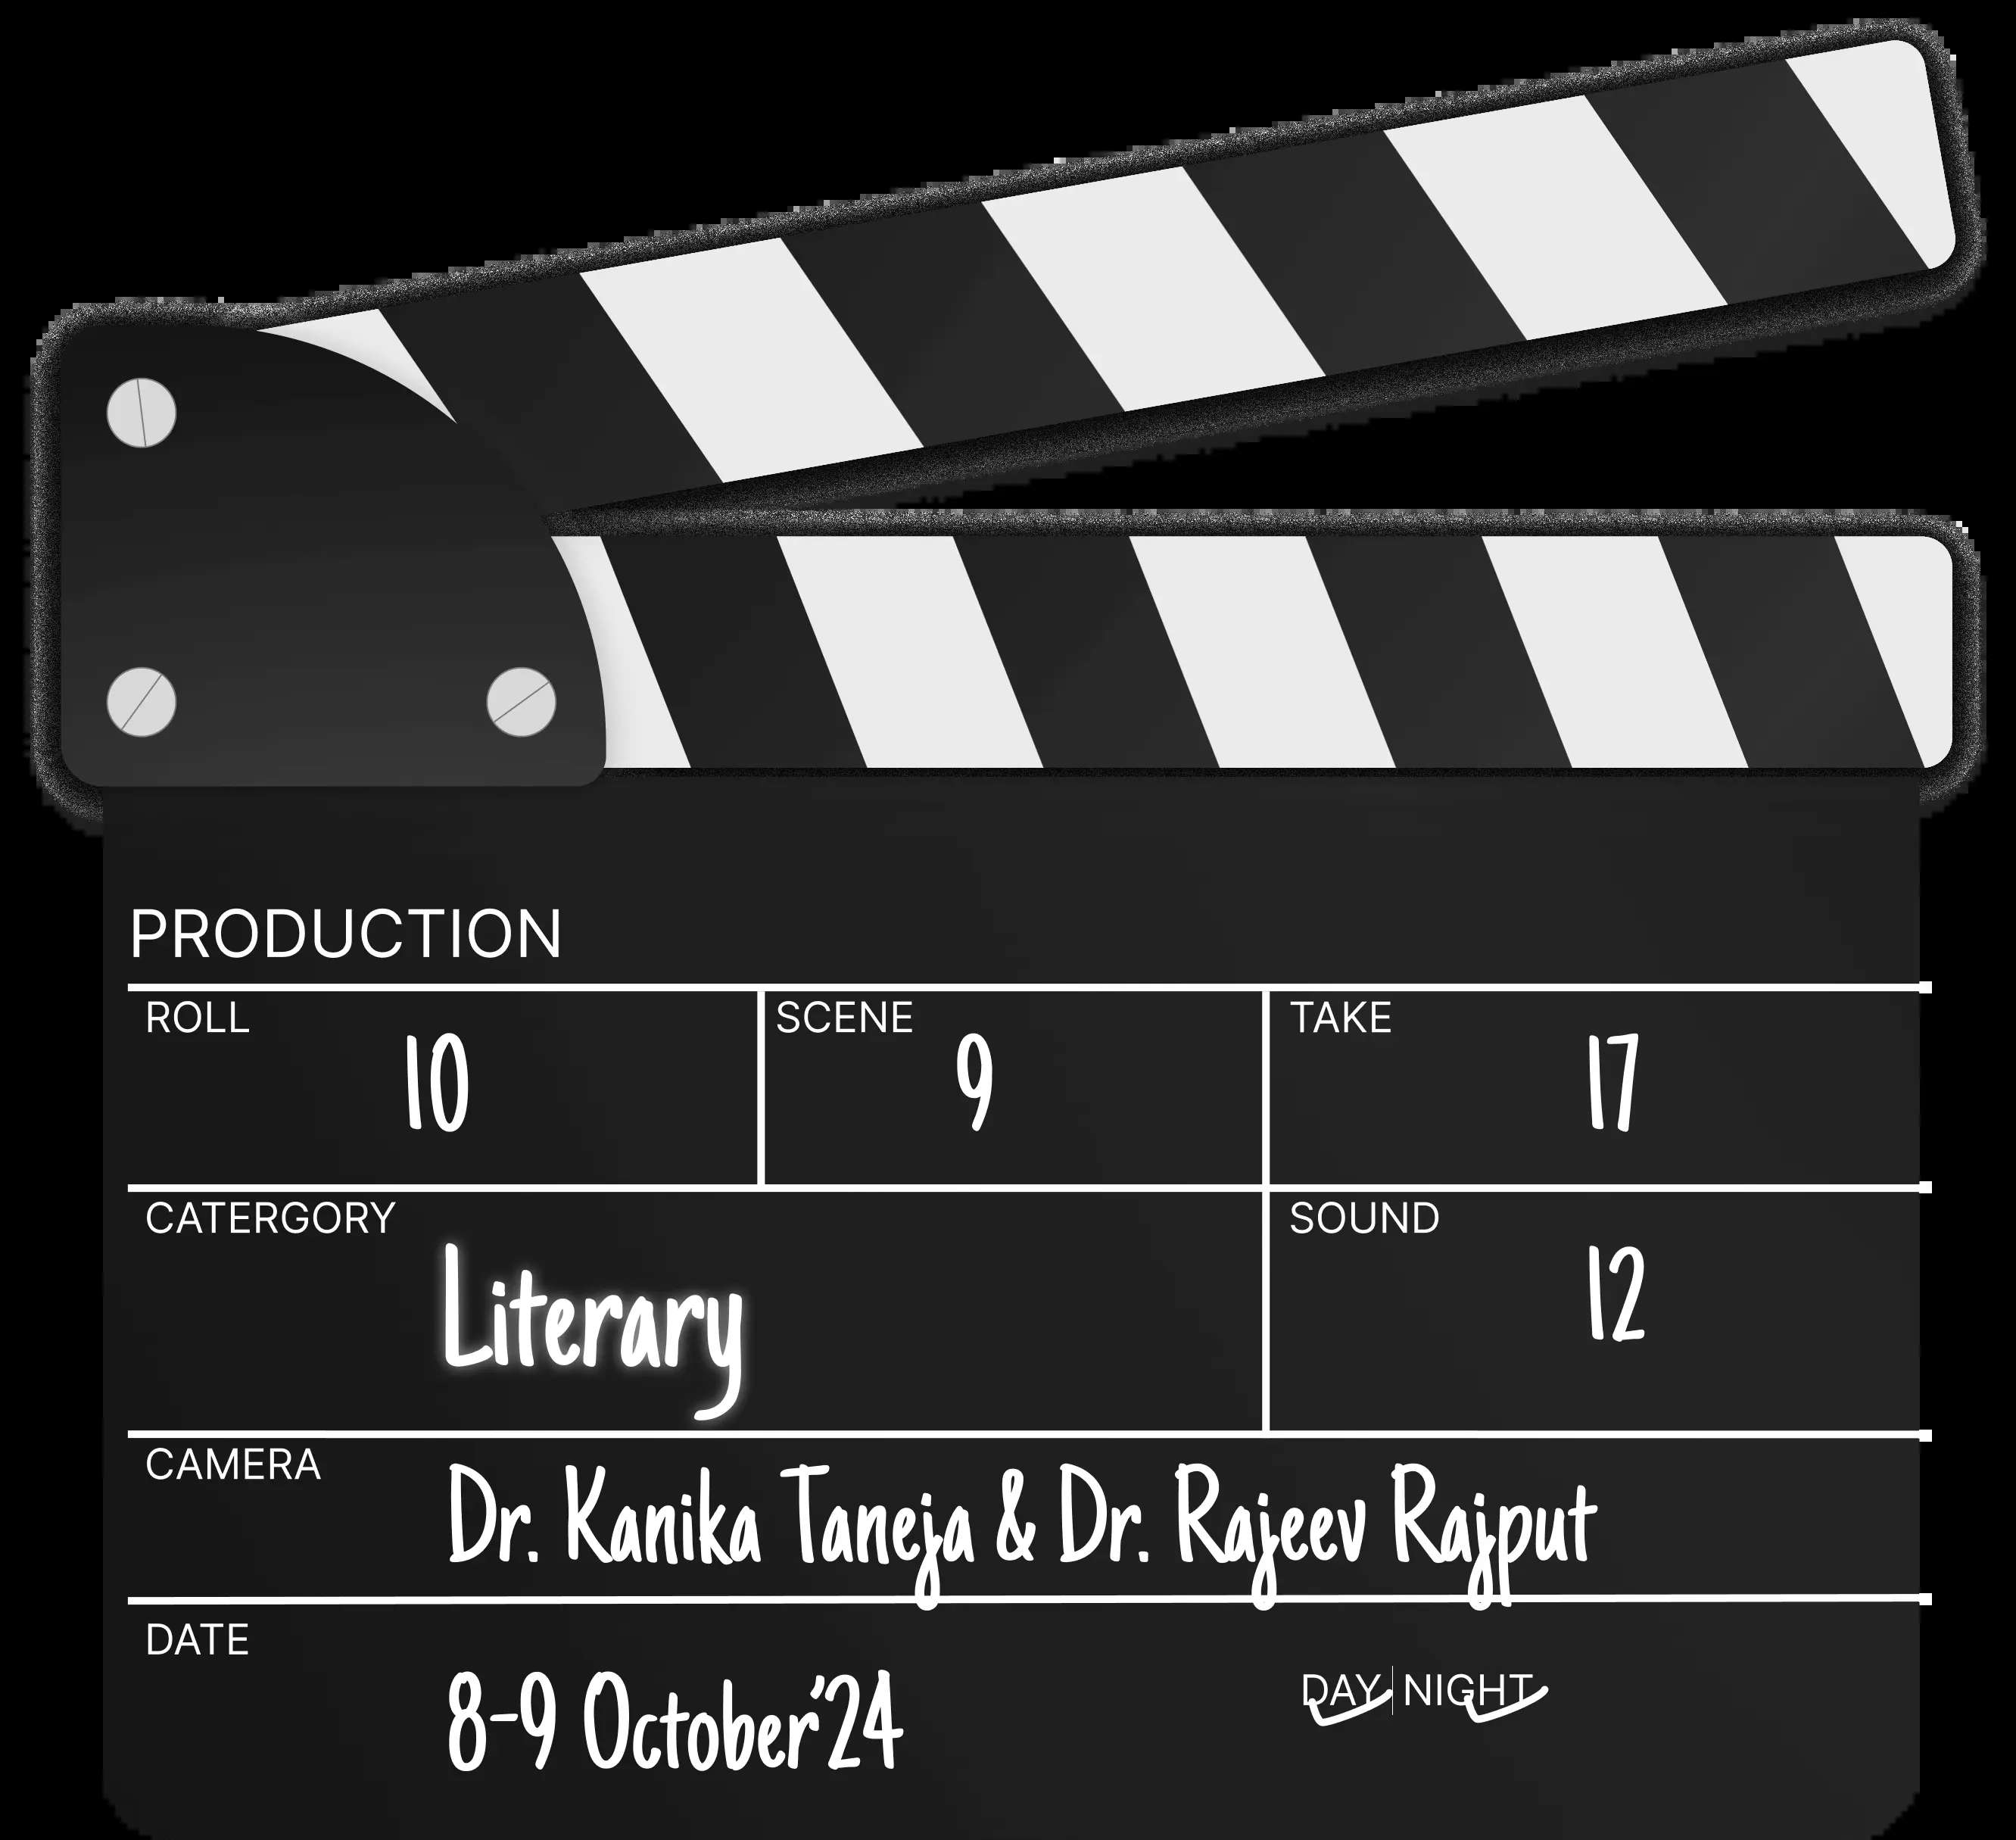 PRODUCTION
ROLL SCENE TAKE
10 9 17
CATERGORY SOUND
Literary 12
CAMERA
Dr. Kanika Taneja & Dr. Rajeev Rajput
DATE
8-9 October'24 DAY NIGHT